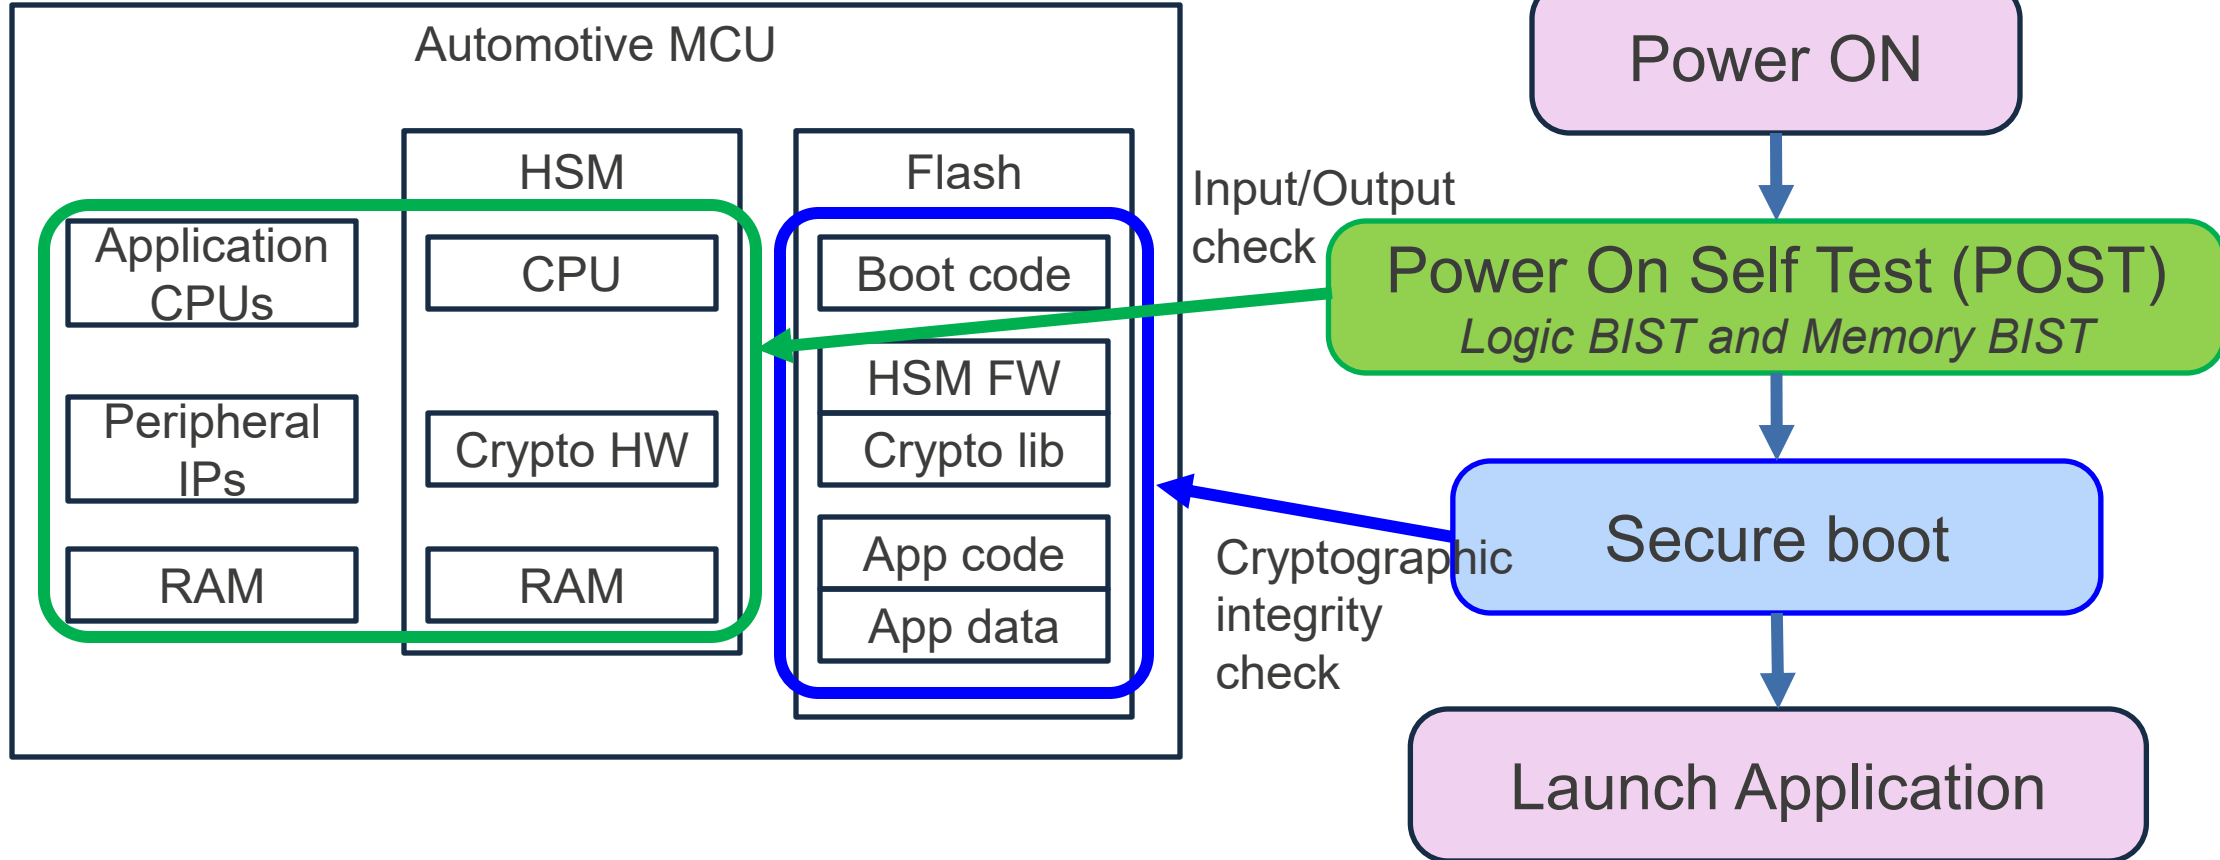 Automotive MCU
HSM
Flash
Application
CPUs
Peripheral
IPs
RAM
CPU
Crypto HW
RAM
Boot code
HSM FW
Crypto lib
App code
App data
Input/Output
check
Cryptographic
integrity
check
Power ON
Power On Self Test (POST)
Logic BIST and Memory BIST
Secure boot
Launch Application